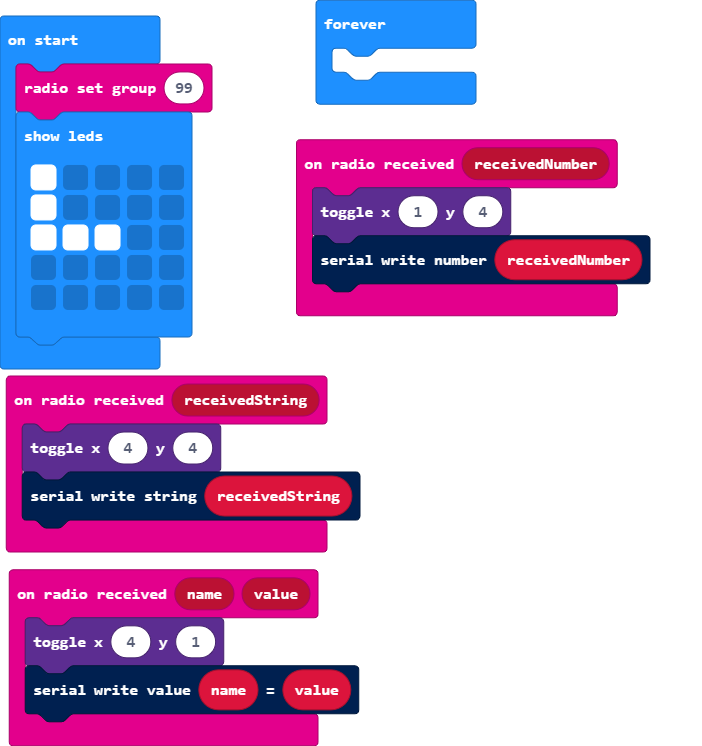 on start
radio set group 99
show leds
forever
on radio received receivedNumber
toggle x 1 y 4
serial write number receivedNumber
on radio received receivedString
toggle x 4 y 4
serial write string receivedString
on radio received name value
toggle x 4 y 1
serial write value name = value